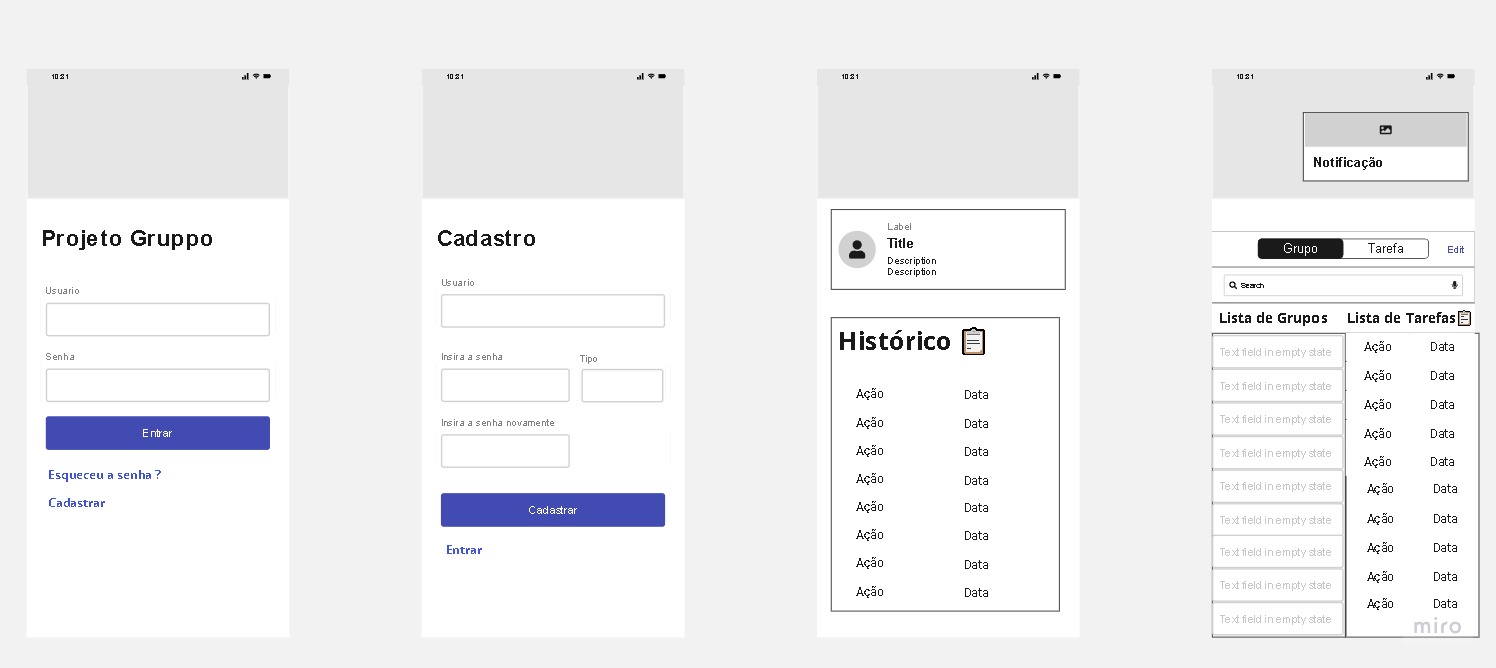 10:21
Projeto Gruppo
Usuario
Senha
Entrar
Esqueceu a senha ?
Cadastrar
10:21
Cadastro
Usuario
Insira a senha
Tipo
Insira a senha novamente
Cadastrar
Entrar
10:21
Label
Title
Description
Description
Histórico
Ação Data
Ação Data
Ação Data
Ação Data
Ação Data
Ação Data
Ação Data
Ação Data
10:21
Notificação
Grupo Tarefa Edit
Search
Lista de Grupos Lista de Tarefas
Text field in empty state Ação Data
Text field in empty state Ação Data
Text field in empty state Ação Data
Text field in empty state Ação Data
Text field in empty state Ação Data
Text field in empty state Ação Data
Text field in empty state Ação Data
Text field in empty state Ação Data
Text field in empty state Ação Data
Ação Data
miro